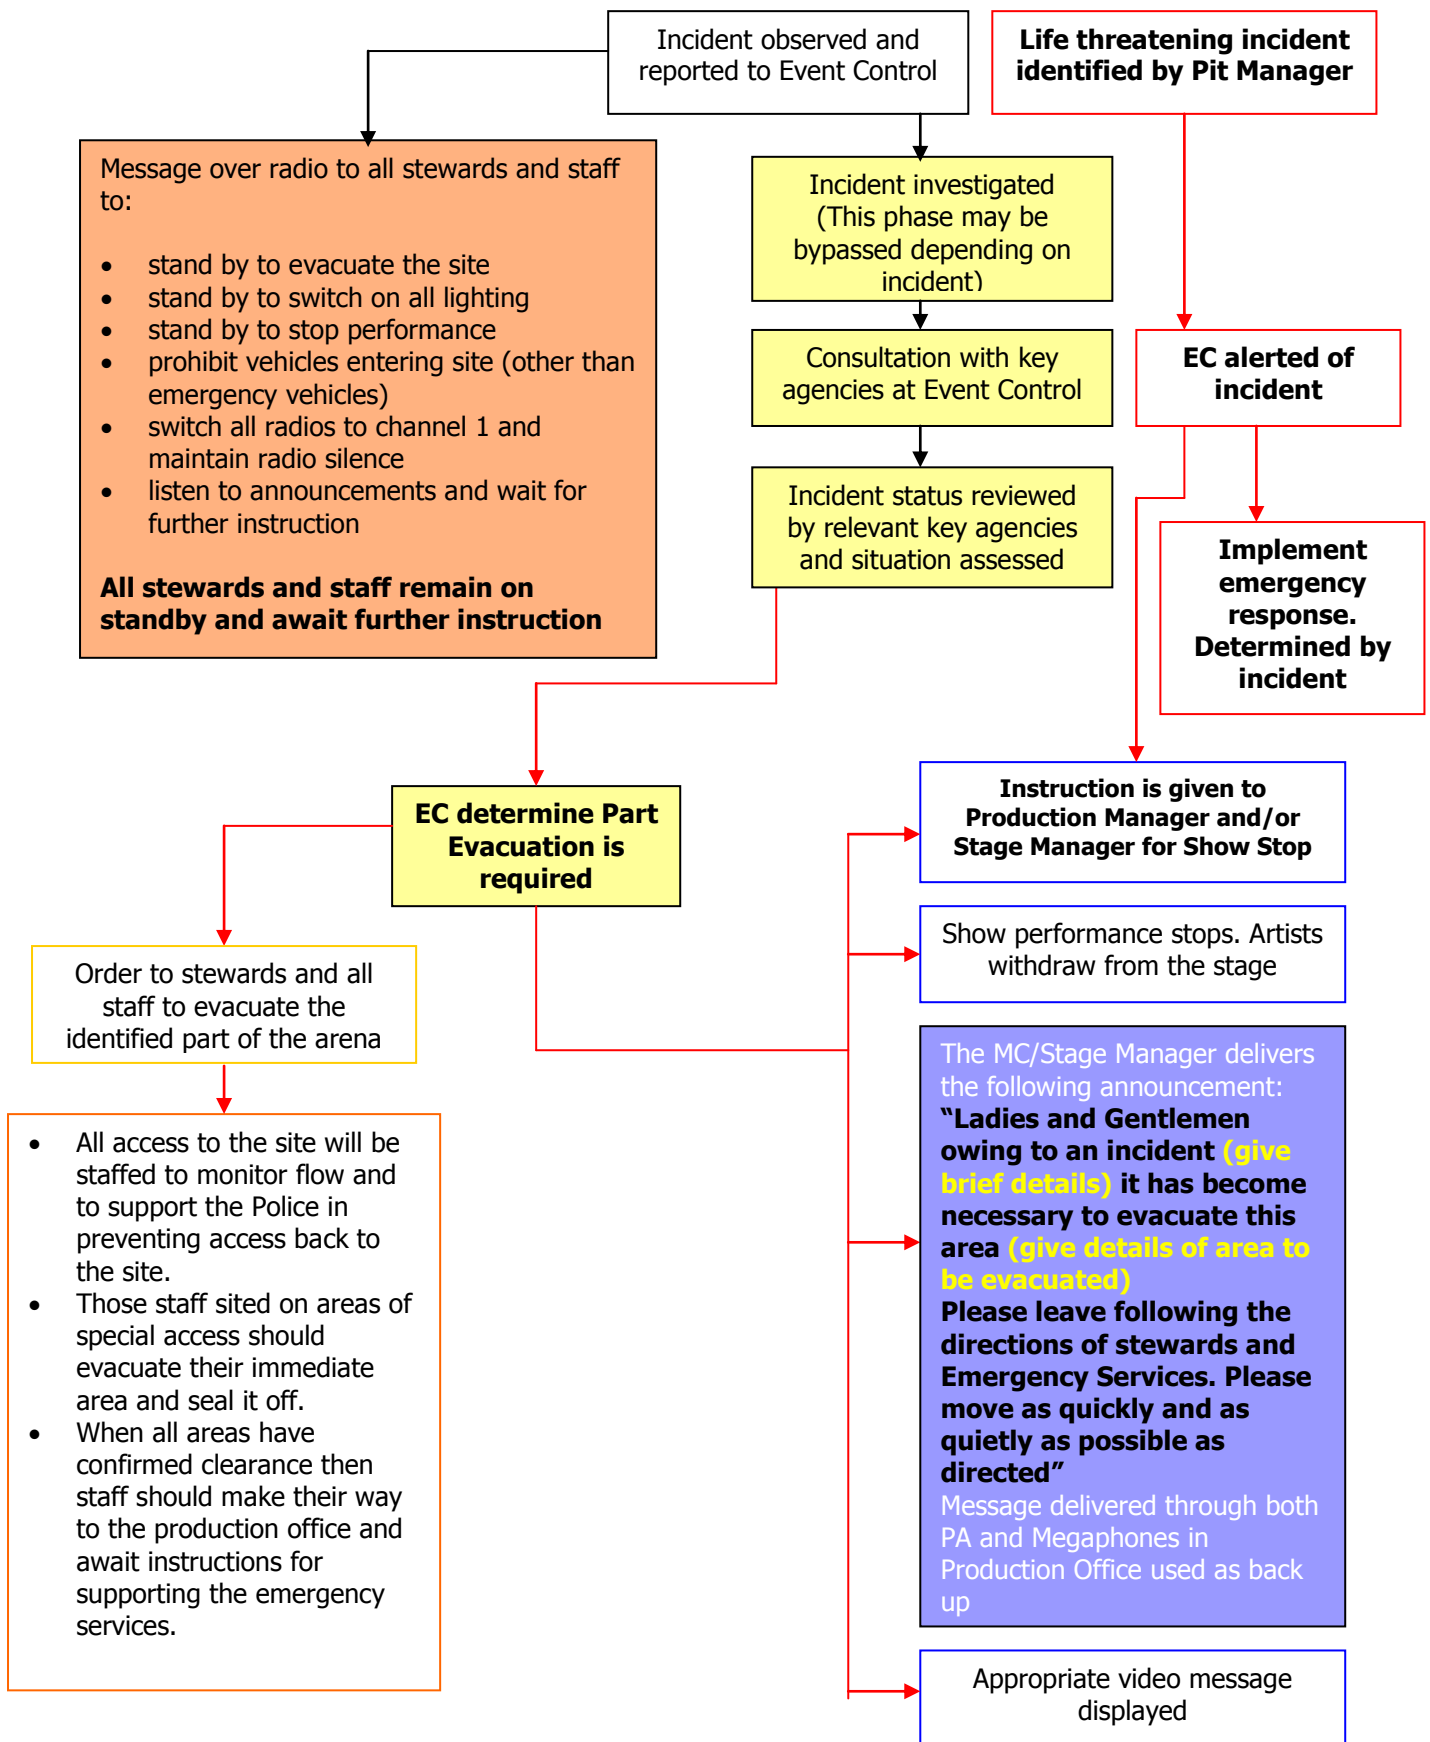 Incident observed and
reported to Event Control
Life threatening incident
identified by Pit Manager
Message over radio to all stewards and staff
to:
• stand by to evacuate the site
• stand by to switch on all lighting
• stand by to stop performance
• prohibit vehicles entering site (other than
emergency vehicles)
• switch all radios to channel 1 and
maintain radio silence
• listen to announcements and wait for
further instruction
All stewards and staff remain on
standby and await further instruction
Incident investigated
(This phase may be
bypassed depending on
incident)
Consultation with key
agencies at Event Control
Incident status reviewed
by relevant key agencies
and situation assessed
EC alerted of
incident
Implement
emergency
response.
Determined by
incident
EC determine Part
Evacuation is
required
Instruction is given to
Production Manager and/or
Stage Manager for Show Stop
Show performance stops. Artists
withdraw from the stage
Order to stewards and all
staff to evacuate the
identified part of the arena
• All access to the site will be
staffed to monitor flow and
to support the Police in
preventing access back to
the site.
• Those staff sited on areas of
special access should
evacuate their immediate
area and seal it off.
• When all areas have
confirmed clearance then
staff should make their way
to the production office and
await instructions for
supporting the emergency
services.
The MC/Stage Manager delivers
the following announcement:
“Ladies and Gentlemen
owing to an incident (give
brief details) it has become
necessary to evacuate this
area (give details of area to
be evacuated)
Please leave following the
directions of stewards and
Emergency Services. Please
move as quickly and as
quietly as possible as
directed”
Message delivered through both
PA and Megaphones in
Production Office used as back
up
Appropriate video message
displayed